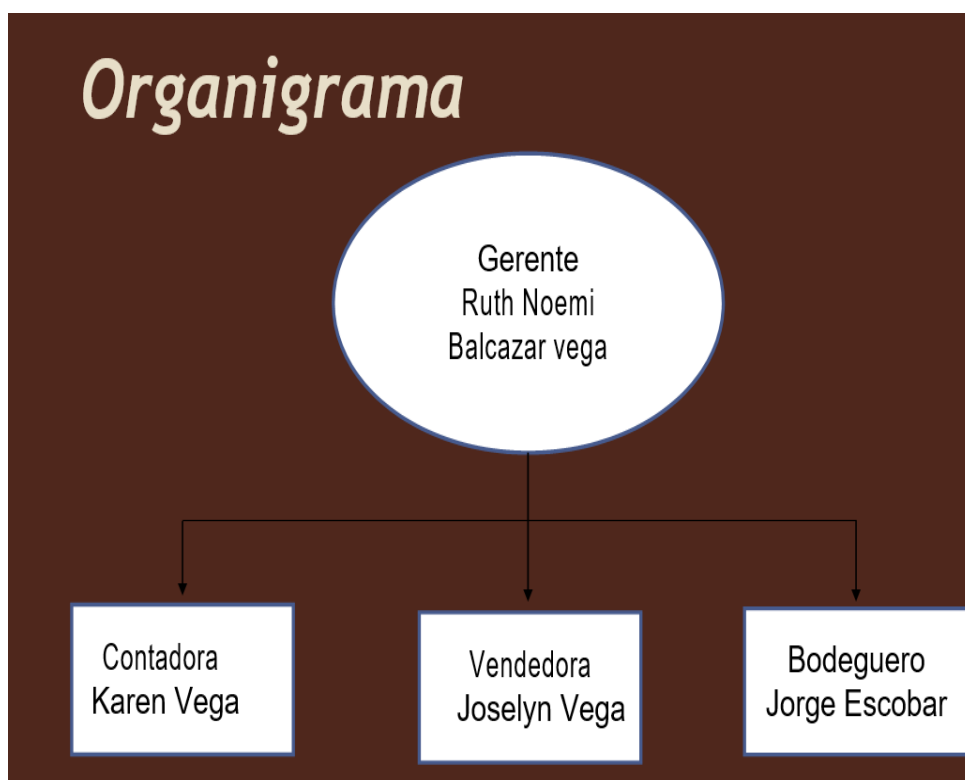 Organigrama
Gerente
Ruth Noemi
Balcazar vega
Contadora
Karen Vega
Vendedora
Joselyn Vega
Bodeguero
Jorge Escobar